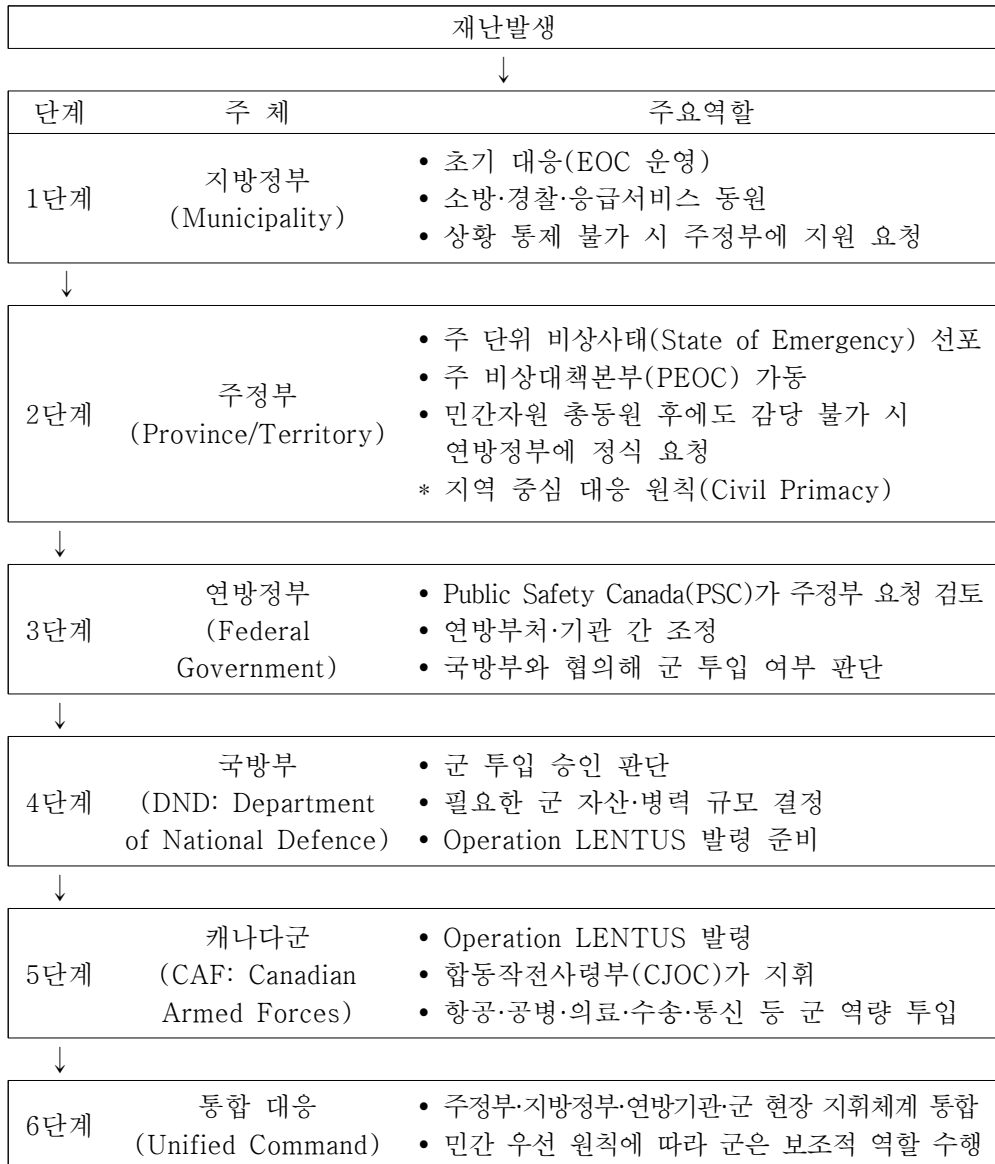 재난발생
↓
단계 주 체 주요역할
1단계 지방정부 (Municipality)
• 초기 대응(EOC 운영)
• 소방·경찰·응급서비스 동원
• 상황 통제 불가 시 주정부에 지원 요청
↓
2단계 주정부 (Province/Territory)
• 주 단위 비상사태(State of Emergency) 선포
• 주 비상대책본부(PEOC) 가동
• 민간자원 총동원 후에도 감당 불가 시
연방정부에 정식 요청
* 지역 중심 대응 원칙(Civil Primacy)
↓
3단계 연방정부 (Federal Government)
• Public Safety Canada(PSC)가 주정부 요청 검토
• 연방부처·기관 간 조정
• 국방부와 협의해 군 투입 여부 판단
↓
4단계 국방부 (DND: Department of National Defence)
• 군 투입 승인 판단
• 필요한 군 자산·병력 규모 결정
• Operation LENTUS 발령 준비
↓
5단계 캐나다군 (CAF: Canadian Armed Forces)
• Operation LENTUS 발령
• 합동작전사령부(CJOC)가 지휘
• 항공·공병·의료·수송·통신 등 군 역량 투입
↓
6단계 통합 대응 (Unified Command)
• 주정부·지방정부·연방기관·군 현장 지휘체계 통합
• 민간 우선 원칙에 따라 군은 보조적 역할 수행